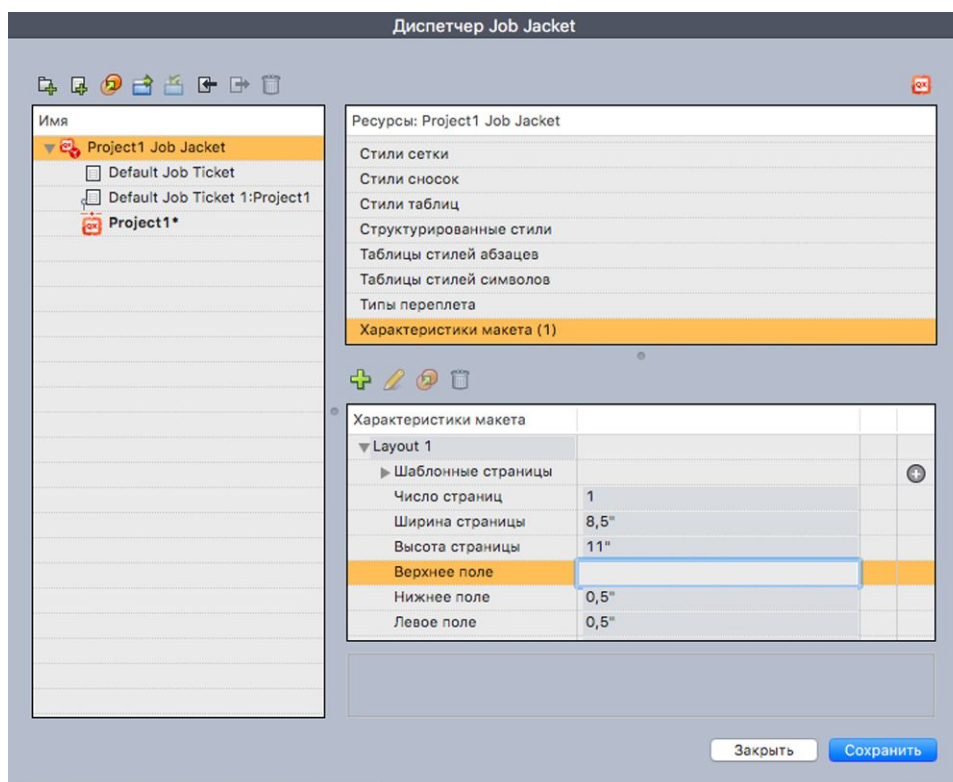 Диспетчер Job Jacket
Имя
Project1 Job Jacket
Default Job Ticket
Default Job Ticket 1:Project1
Project1*
Ресурсы: Project1 Job Jacket
Стили сетки
Стили сносок
Стили таблиц
Структурированные стили
Таблицы стилей абзацев
Таблицы стилей символов
Типы переплета
Характеристики макета (1)
Характеристики макета
Layout 1
Шаблонные страницы
Число страниц 1
Ширина страницы 8,5"
Высота страницы 11"
Верхнее поле
Нижнее поле 0,5"
Левое поле 0,5"
Закрыть Сохранить